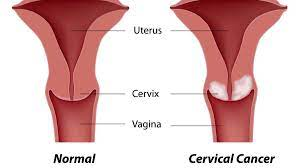 Uterus
Cervix
Vagina
Normal
Cervical Cancer